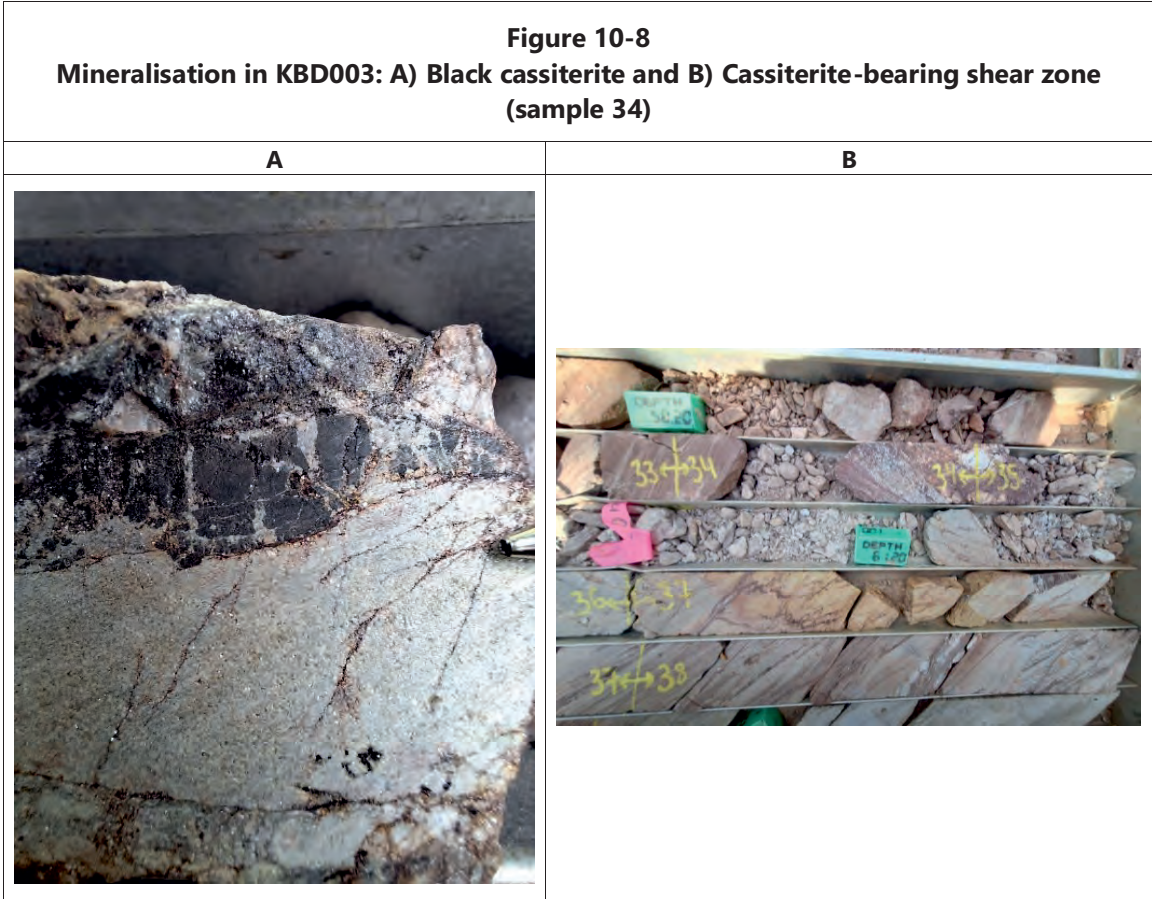 Figure 10-8
Mineralisation in KBD003: A) Black cassiterite and B) Cassiterite-bearing shear zone
(sample 34)
A
B
DEPTH
33 ↔ 34
34 ↔ 35
DEPTH
36 ↔ 37
37 ↔ 38